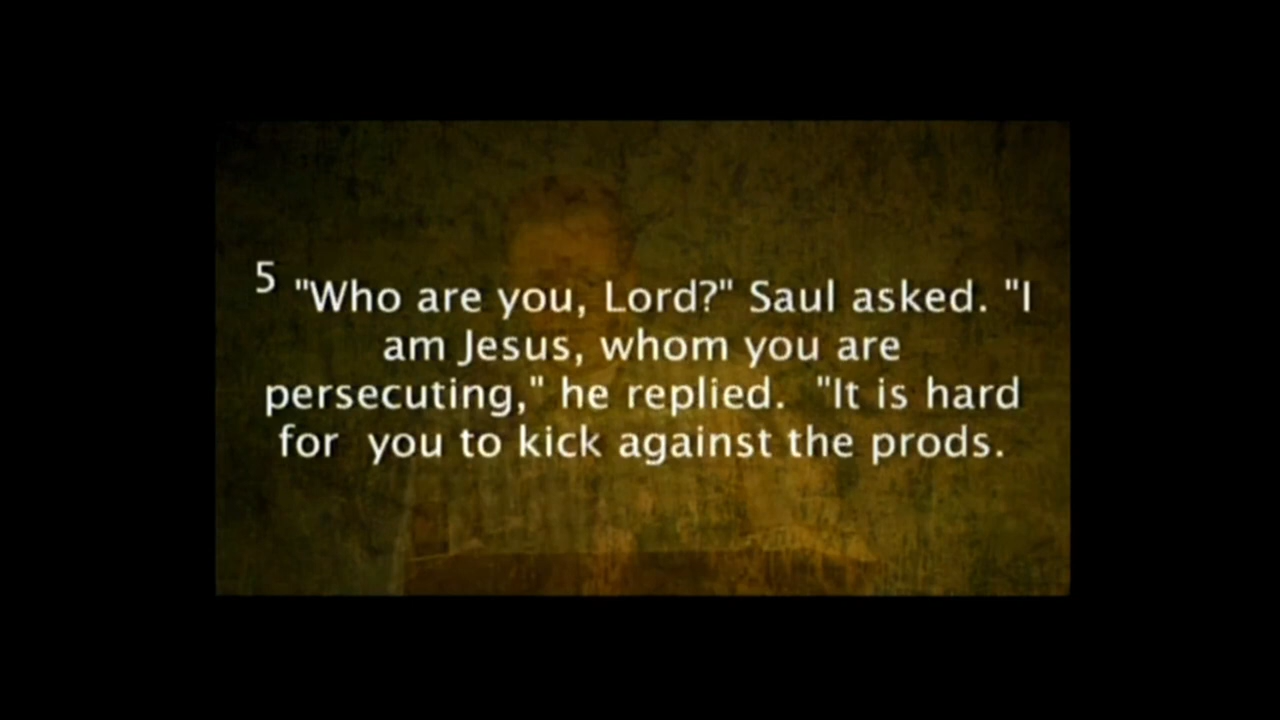 5 "Who are you, Lord?" Saul asked. "I
am Jesus, whom you are
persecuting," he replied.  "It is hard
for  you to kick against the prods.